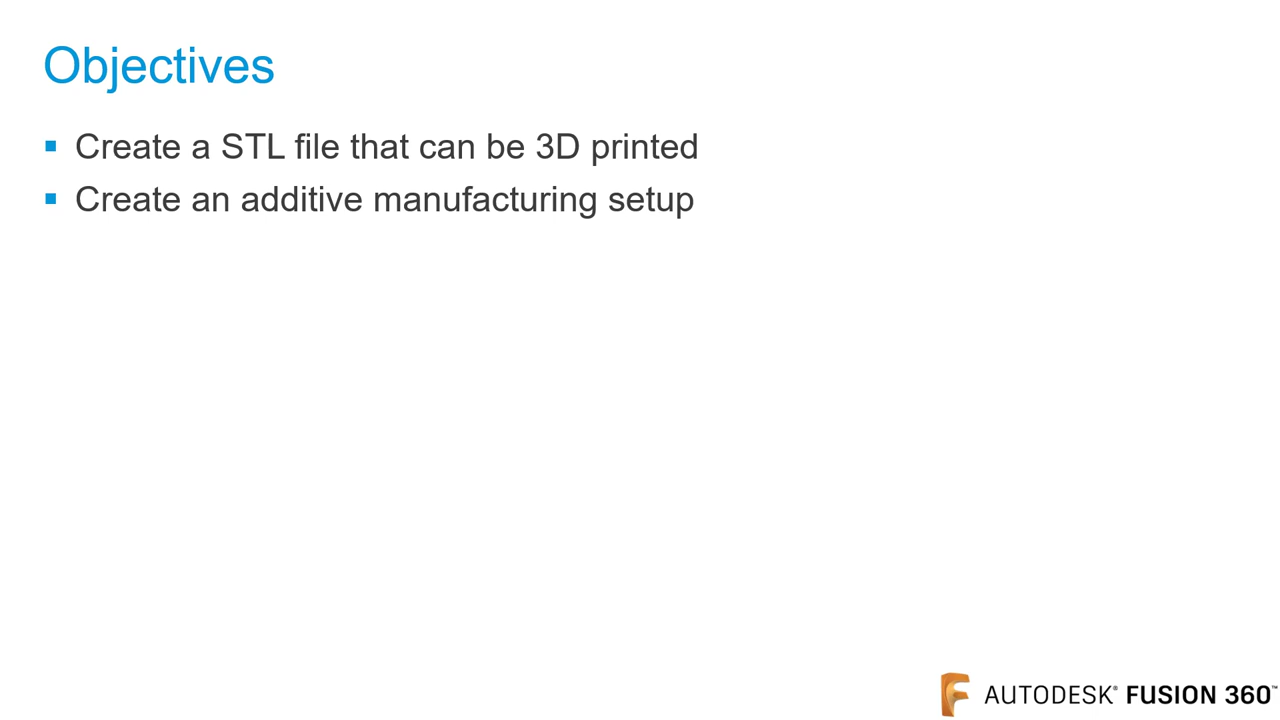 Objectives
Create a STL file that can be 3D printed
Create an additive manufacturing setup
AUTODESK® FUSION 360™